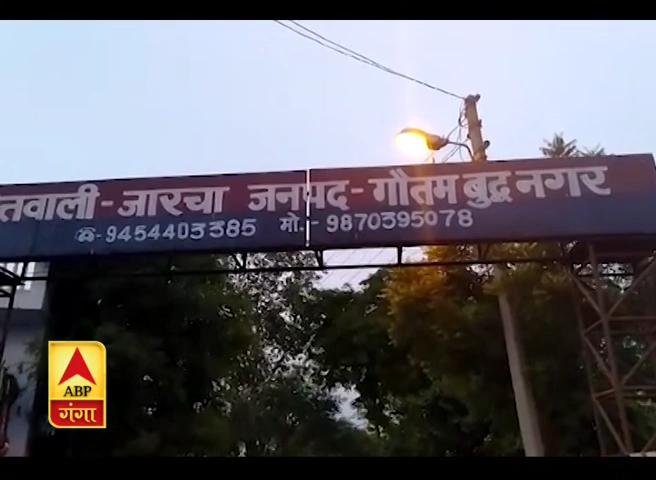 तवाली - जारचा जनपद - गौतम बुद्ध नगर
☎-9454403385 मो.- 9870395078
ABP
गंगा